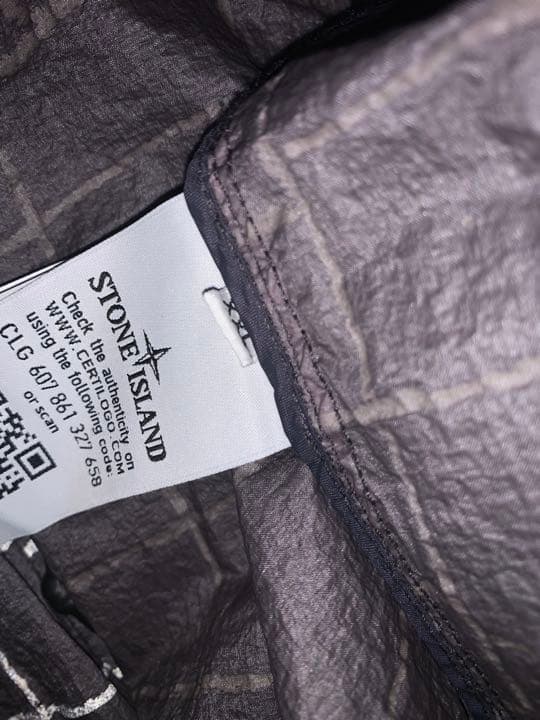 STONE ISLAND
Check the authenticity on
WWW.CERTILOGO.COM
using the following code:
CLG 607 861 327 658
or scan
XXL